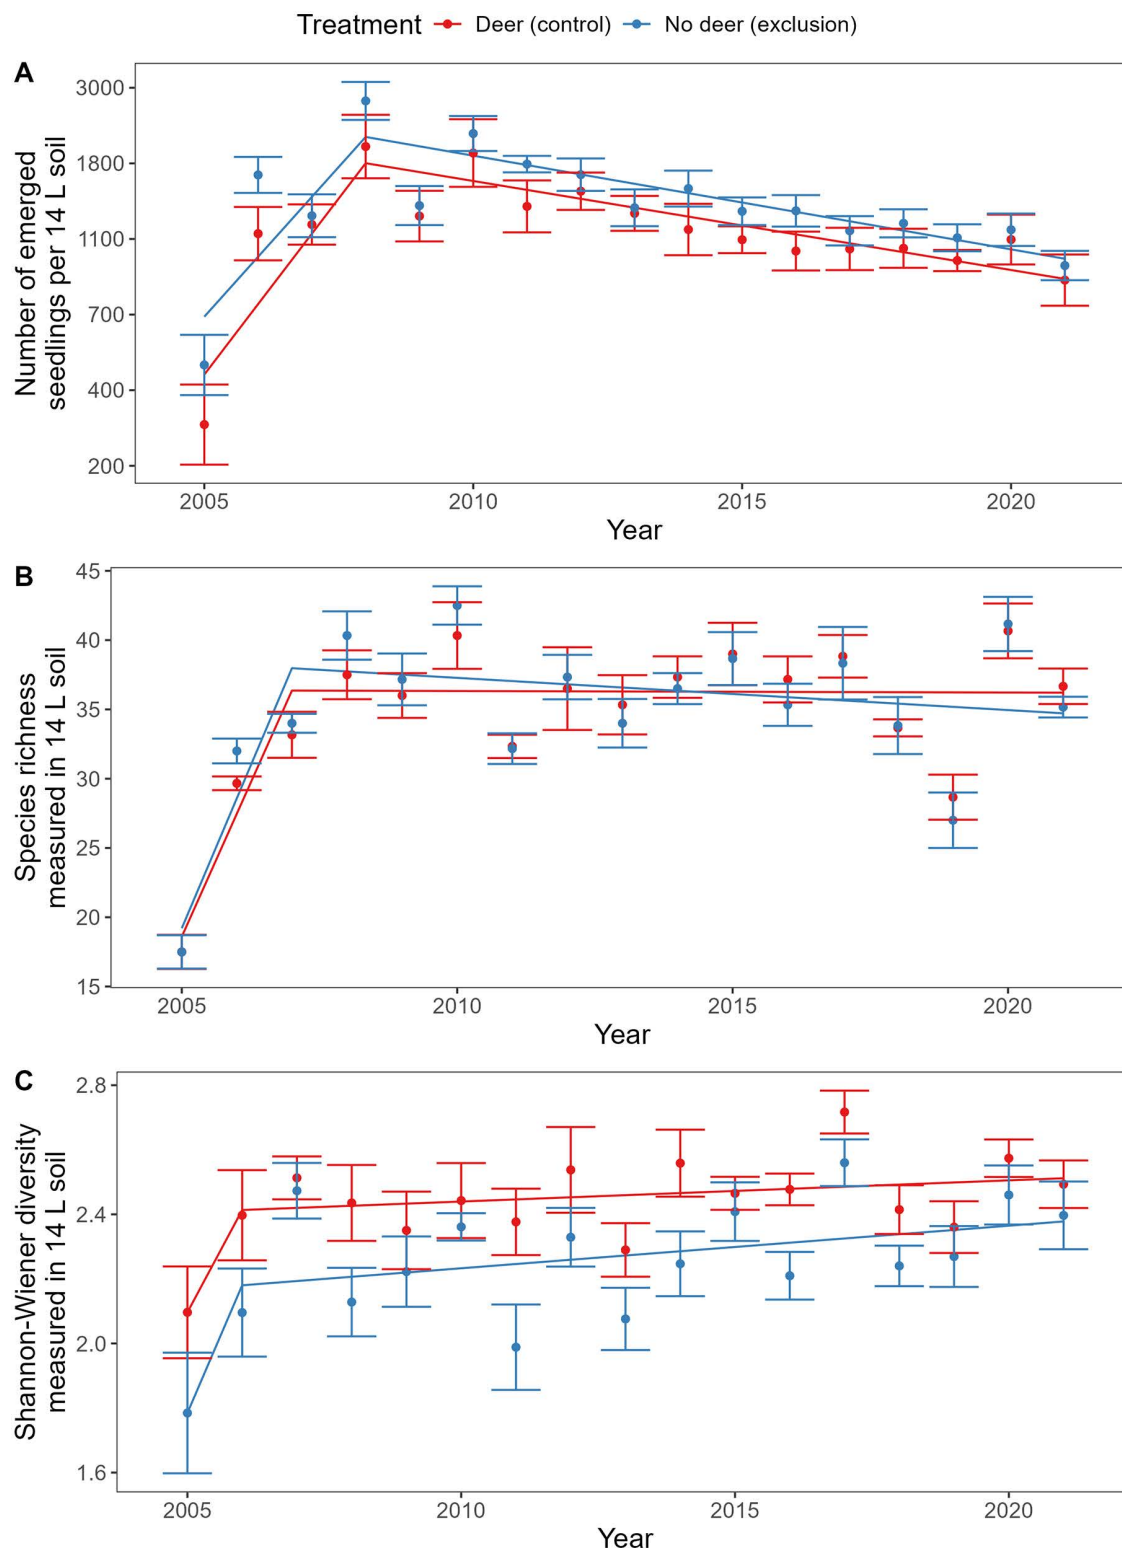 Treatment Deer (control) No deer (exclusion)
A
Number of emerged
seedlings per 14 L soil
3000
1800
1100
700
400
200
2005 2010 2015 2020
Year
B
Species richness
measured in 14 L soil
45
40
35
30
25
20
15
2005 2010 2015 2020
Year
C
Shannon-Wiener diversity
measured in 14 L soil
2.8
2.4
2.0
1.6
2005 2010 2015 2020
Year